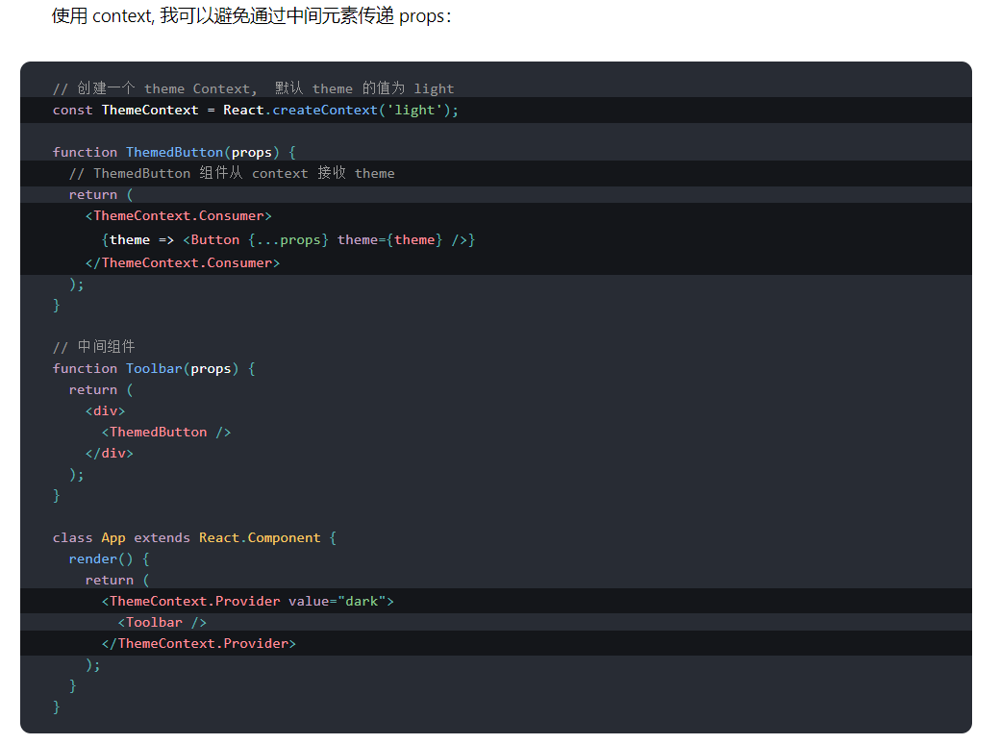 使用 context, 我可以避免通过中间元素传递 props：
// 创建一个 theme Context,  默认 theme 的值为 light
const ThemeContext = React.createContext('light');

function ThemedButton(props) {
  // ThemedButton 组件从 context 接收 theme
  return (
    <ThemeContext.Consumer>
      {theme => <Button {...props} theme={theme} />}
    </ThemeContext.Consumer>
  );
}

// 中间组件
function Toolbar(props) {
  return (
    <div>
      <ThemedButton />
    </div>
  );
}

class App extends React.Component {
  render() {
    return (
      <ThemeContext.Provider value="dark">
        <Toolbar />
      </ThemeContext.Provider>
    );
  }
}